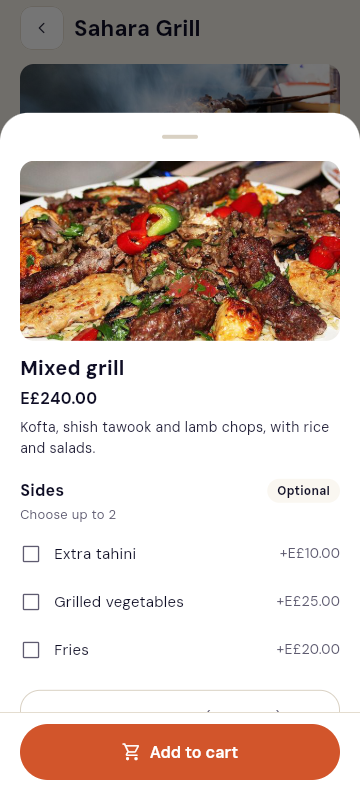 Sahara Grill
Mixed grill
E£240.00
Kofta, shish tawook and lamb chops, with rice
and salads.
Sides
Optional
Choose up to 2
Extra tahini
+E£10.00
Grilled vegetables
+E£25.00
Fries
+E£20.00
Add to cart